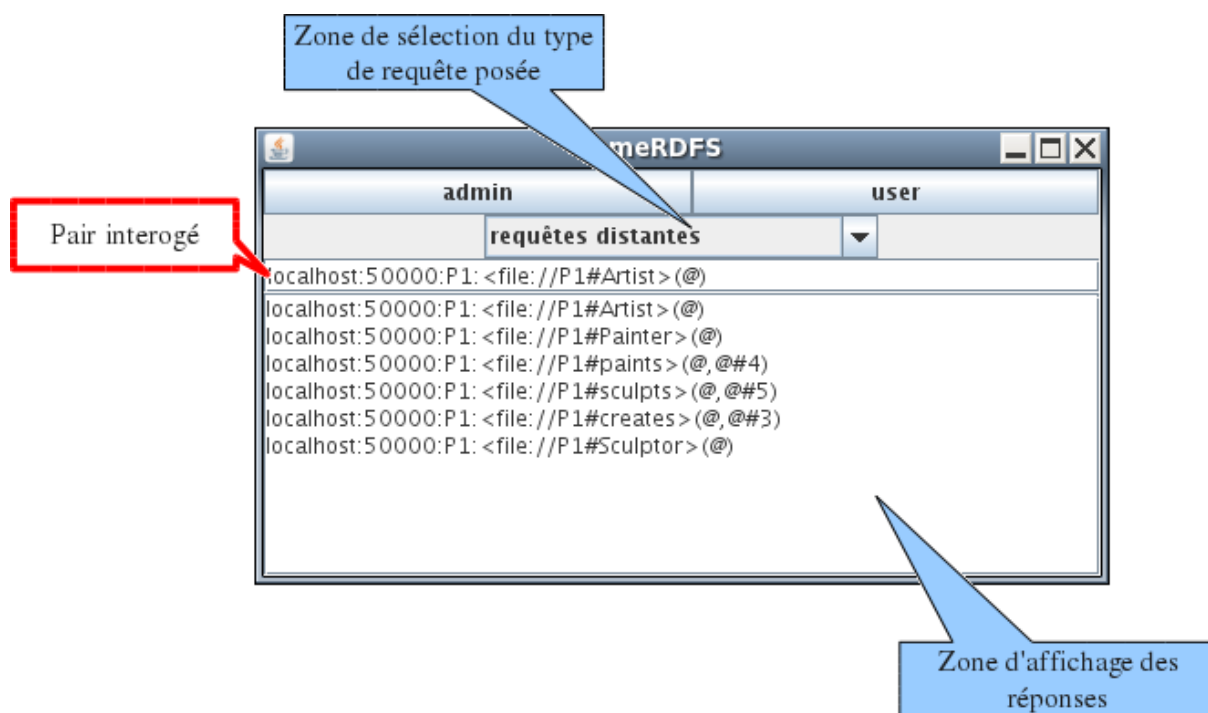 Zone de sélection du type
de requête posée
meRDFS
admin
user
Pair interogé
requêtes distantes
localhost:50000:P1:<file://P1#Artist>(@)
localhost:50000:P1:<file://P1#Artist>(@)
localhost:50000:P1:<file://P1#Painter>(@)
localhost:50000:P1:<file://P1#paints>(@,@#4)
localhost:50000:P1:<file://P1#sculpts>(@,@#5)
localhost:50000:P1:<file://P1#creates>(@,@#3)
localhost:50000:P1:<file://P1#Sculptor>(@)
Zone d'affichage des
réponses